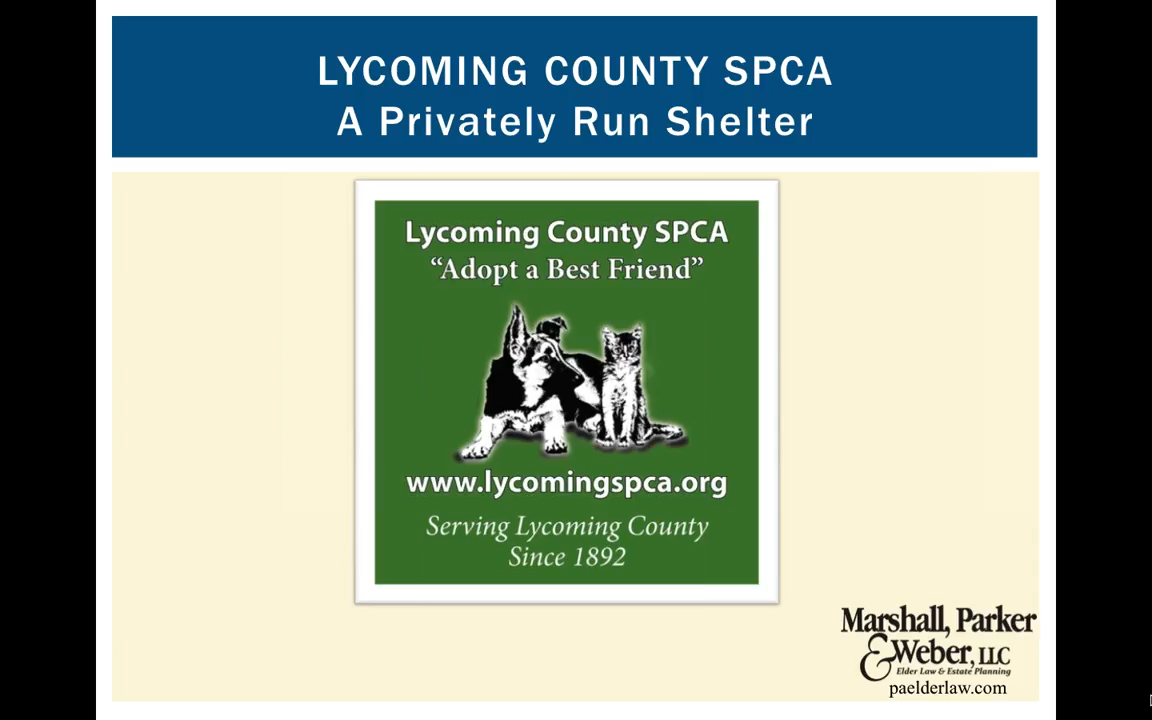 LYCOMING COUNTY SPCA
A Privately Run Shelter
Lycoming County SPCA
“Adopt a Best Friend”
www.lycomingspca.org
Serving Lycoming County
Since 1892
Marshall, Parker
& Weber, LLC
Elder Law & Estate Planning
paelderlaw.com